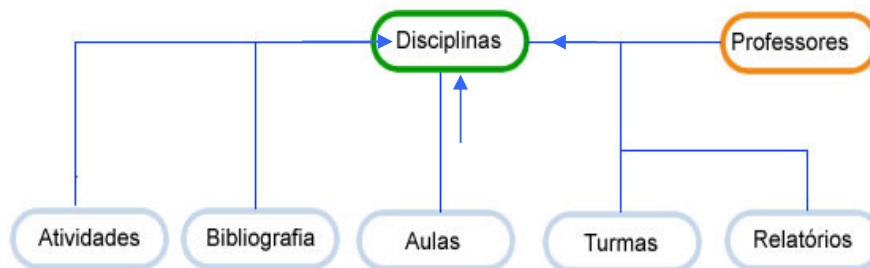 Disciplinas
Professores
Atividades
Bibliografia
Aulas
Turmas
Relatórios